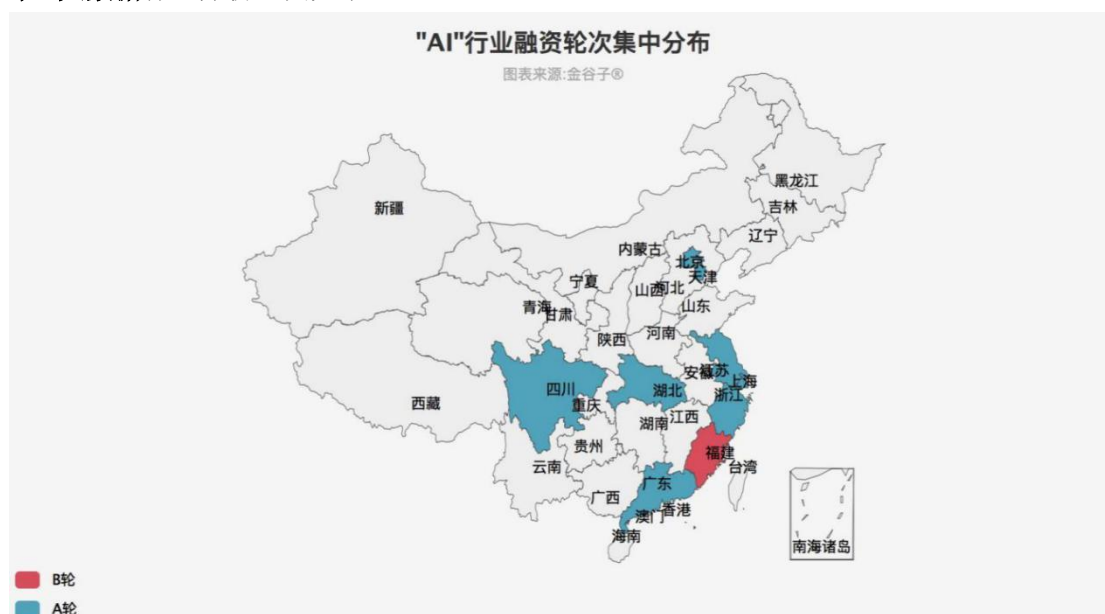 "AI"行业融资轮次集中分布
图表来源:金谷子®
黑龙江
吉林
新疆
辽宁
内蒙古
北京
天津
宁夏
山西
河北
青海
甘肃
山东
河南
陕西
安徽
江苏
上海
四川
湖北
浙江
西藏
重庆
湖南
江西
贵州
福建
云南
台湾
广东
广西
香港
澳门
海南
南海诸岛
B轮
A轮